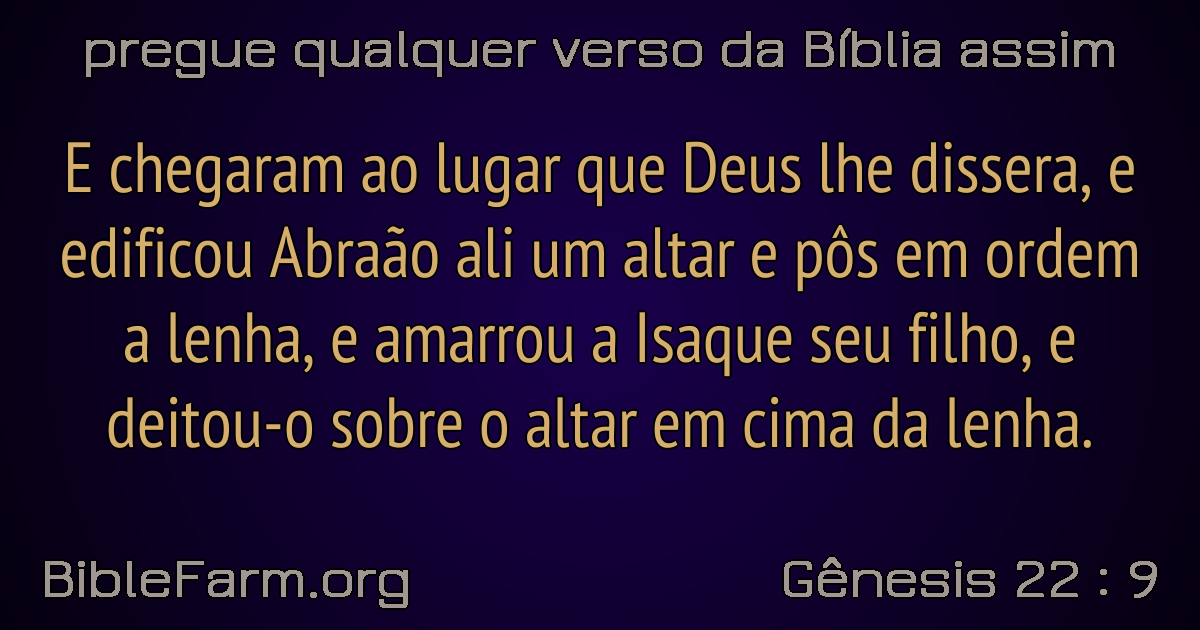 pregue qualquer verso da Bíblia assim
E chegaram ao lugar que Deus lhe dissera, e
edificou Abraão ali um altar e pôs em ordem
a lenha, e amarrou a Isaque seu filho, e
deitou-o sobre o altar em cima da lenha.
BibleFarm.org
Gênesis 22 : 9